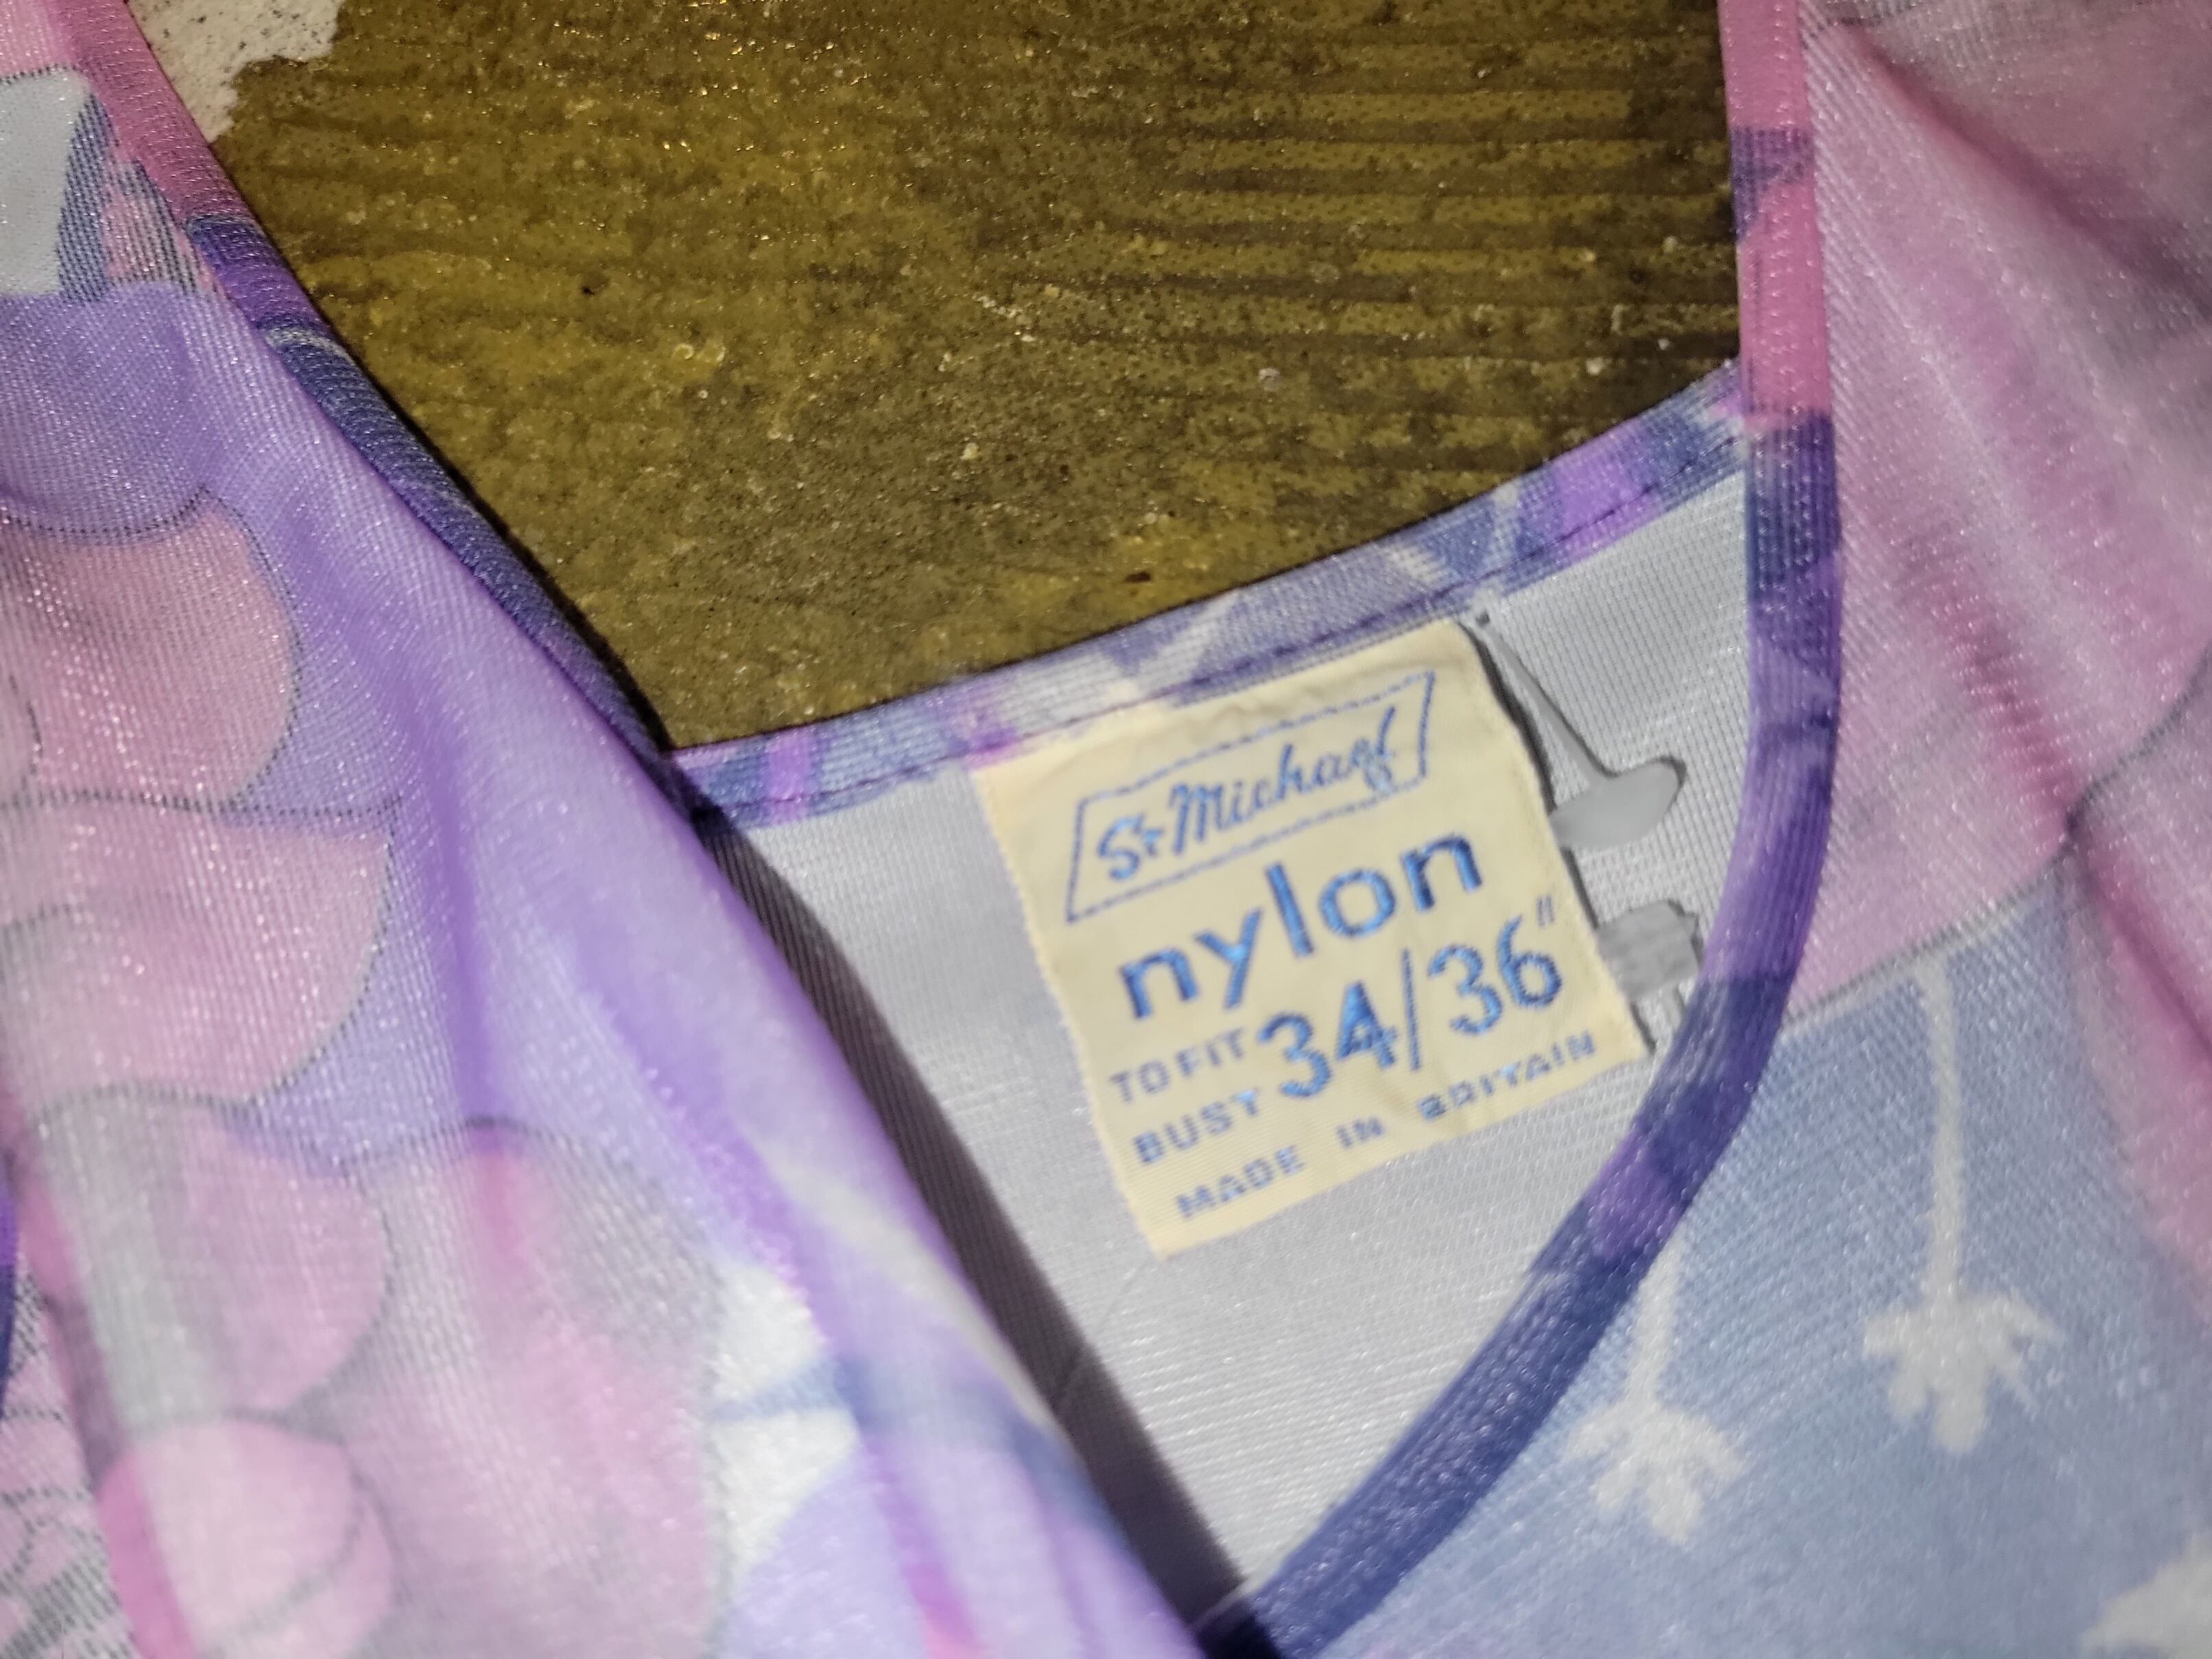 St Michael
nylon
TO FIT
BUST 34/36"
MADE IN BRITAIN